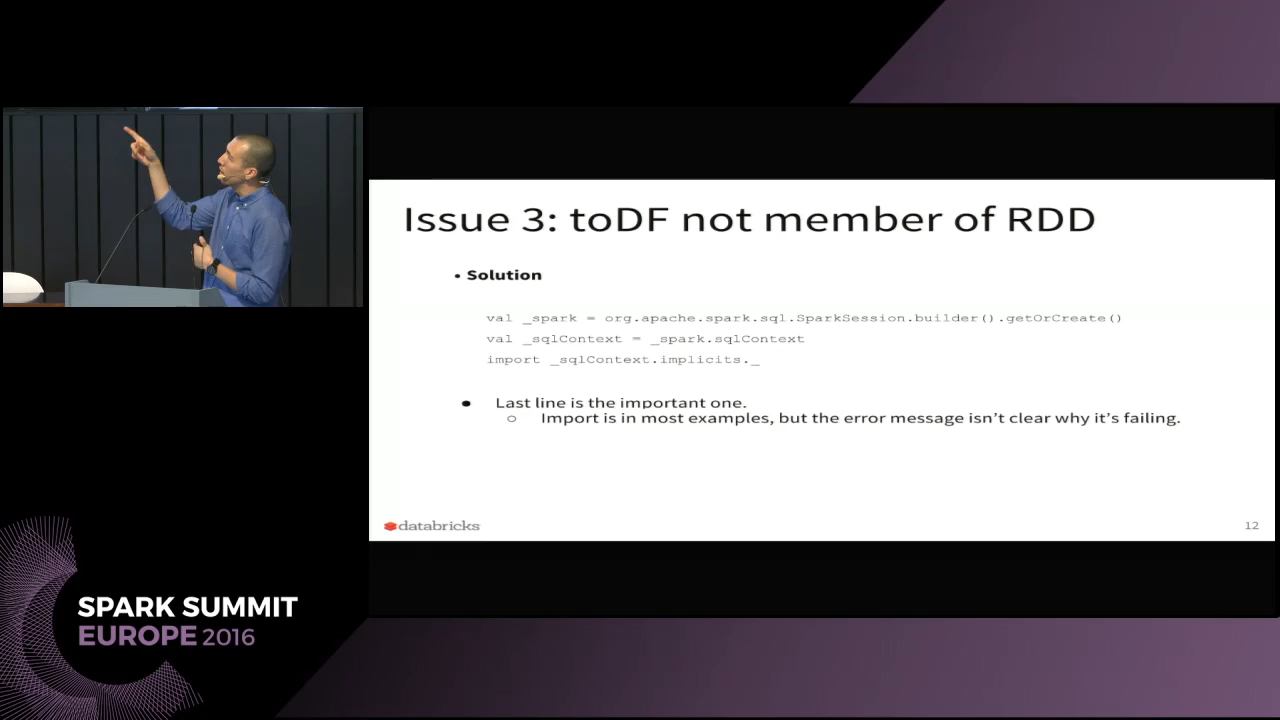 Issue 3: toDF not member of RDD
• Solution
val _spark = org.apache.spark.sql.SparkSession.builder().getOrCreate()
val _sqlContext = _spark.sqlContext
import _sqlContext.implicits._
● Last line is the important one.
○ Import is in most examples, but the error message isn't clear why it's failing.
databricks
12
SPARK SUMMIT
EUROPE 2016